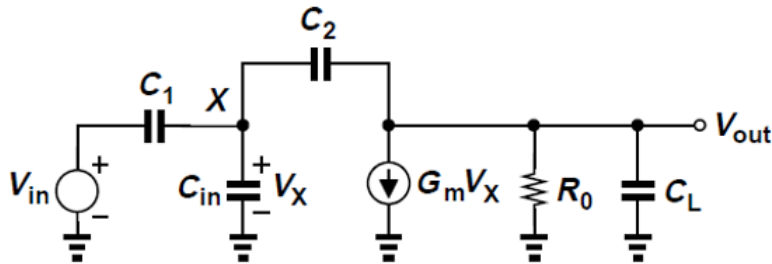 C2
C1
X
Vout
Vin
+
−
Cin
+
VX
−
GmVX
R0
CL